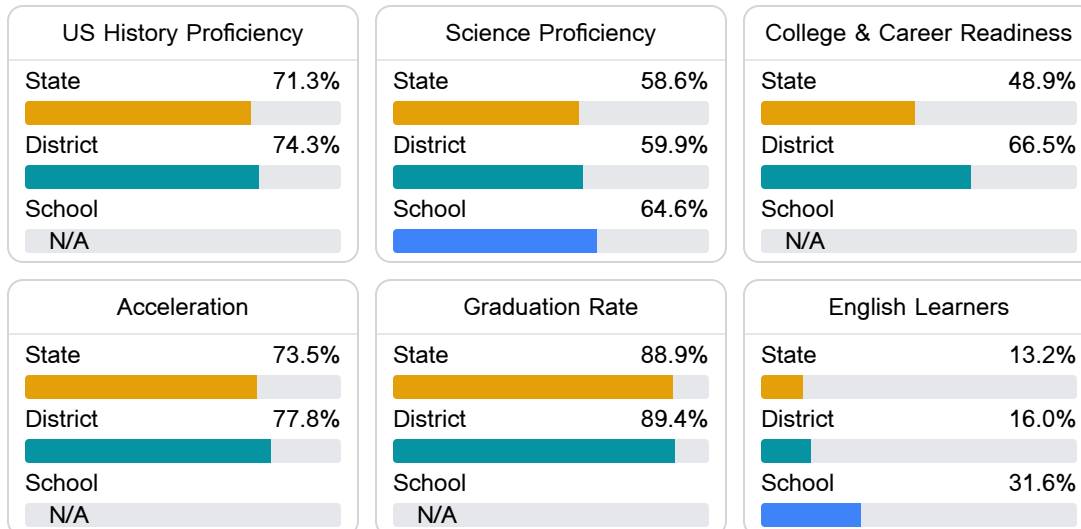 US History Proficiency
State 71.3%
District 74.3%
School
N/A
Science Proficiency
State 58.6%
District 59.9%
School 64.6%
College & Career Readiness
State 48.9%
District 66.5%
School
N/A
Acceleration
State 73.5%
District 77.8%
School
N/A
Graduation Rate
State 88.9%
District 89.4%
School
N/A
English Learners
State 13.2%
District 16.0%
School 31.6%